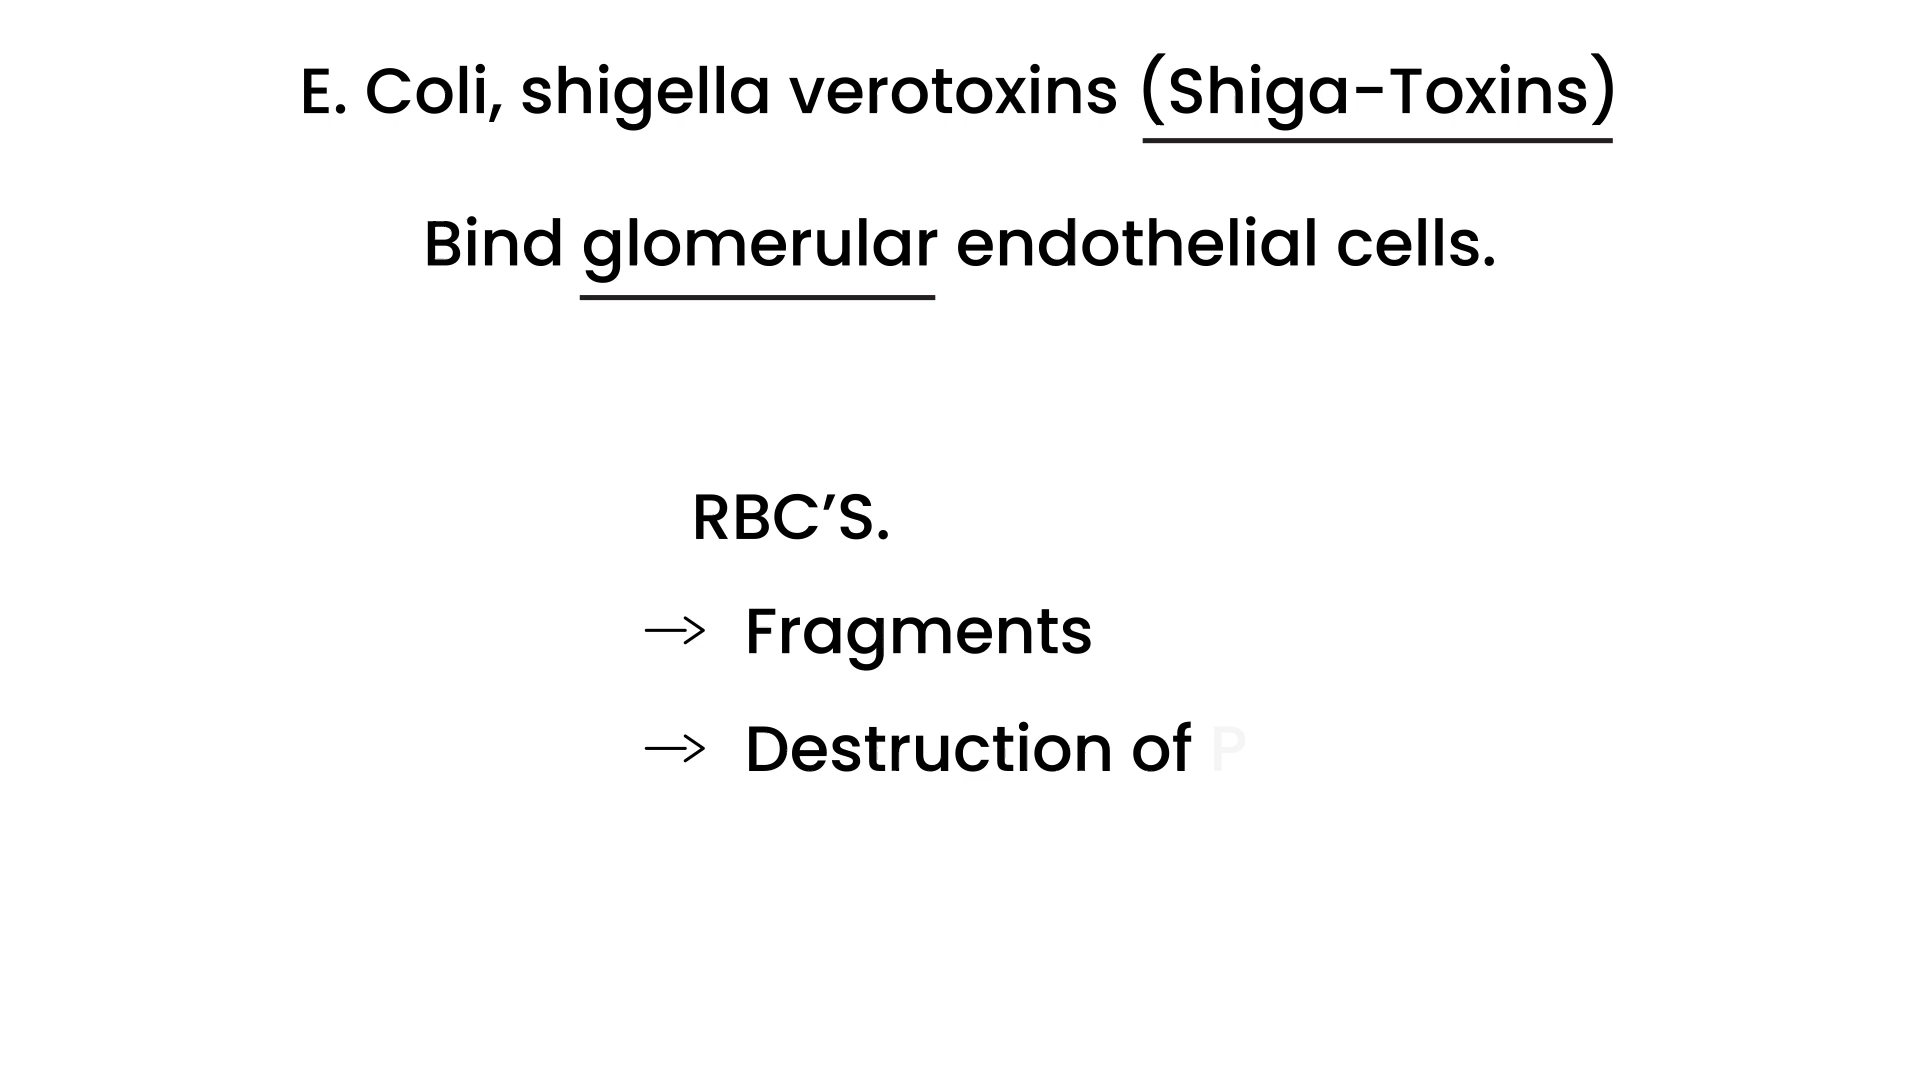 E. Coli, shigella verotoxins (Shiga-Toxins)
Bind glomerular endothelial cells.
RBC’S.
→ Fragments
→ Destruction of P